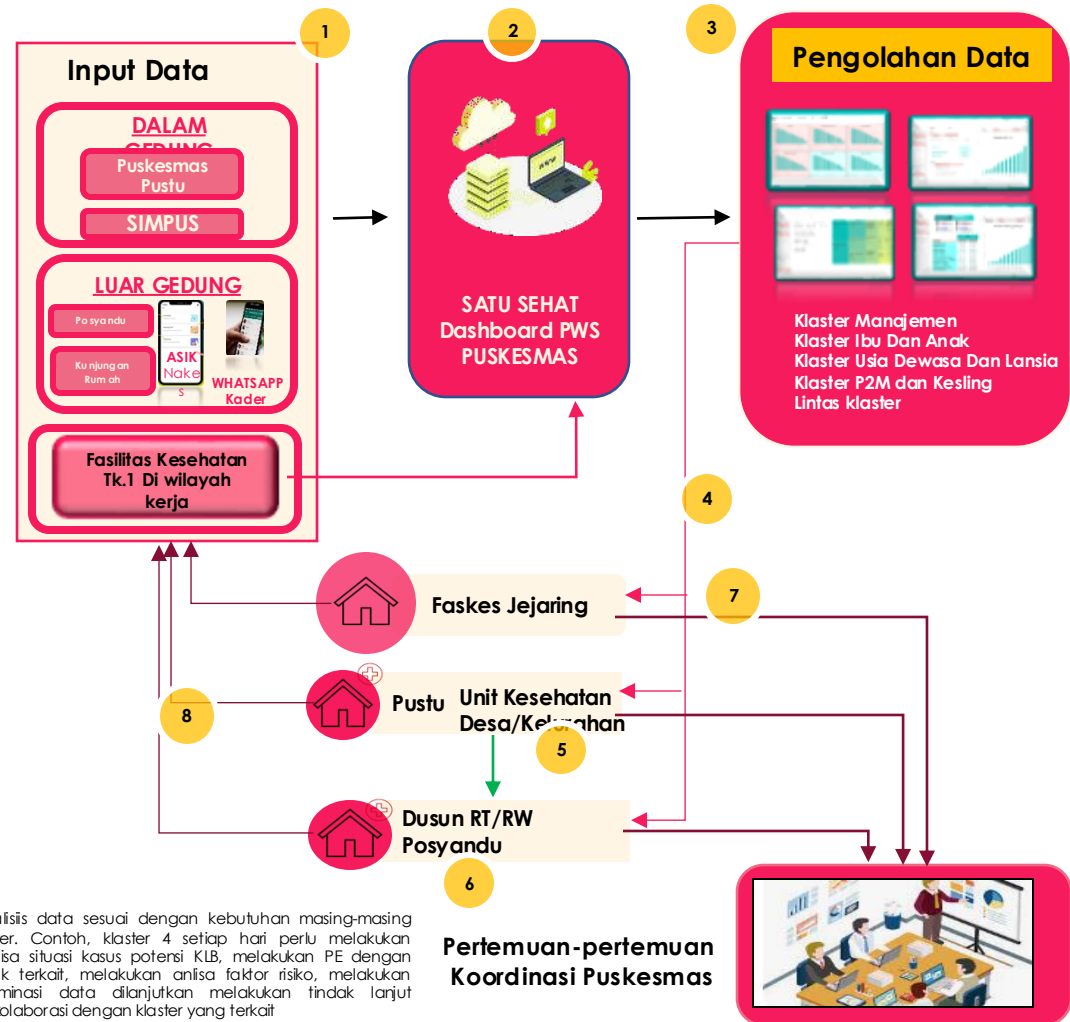 1
2
3
Input Data
DALAM
GEDUNG
Puskesmas
Pustu
SIMPUS
LUAR GEDUNG
Posyandu
Kunjungan
Rumah
ASIK
Nake
s
WHATSAPP
Kader
Fasilitas Kesehatan
Tk.1 Di wilayah
kerja
SATU SEHAT
Dashboard PWS
PUSKESMAS
Pengolahan Data
Klaster Manajemen
Klaster Ibu Dan Anak
Klaster Usia Dewasa Dan Lansia
Klaster P2M dan Kesling
Lintas klaster
4
Faskes Jejaring
7
Pustu
Unit Kesehatan
Desa/Kelurahan
8
5
Dusun RT/RW
Posyandu
6
Pertemuan-pertemuan
Koordinasi Puskesmas
alisiis data sesuai dengan kebutuhan masing-masing
er. Contoh, klaster 4 setiap hari perlu melakukan
isa situasi kasus potensi KLB, melakukan PE dengan
k terkait, melakukan anlisa faktor risiko, melakukan
minasi data dilanjutkan melakukan tindak lanjut
kolaborasi dengan klaster yang terkait